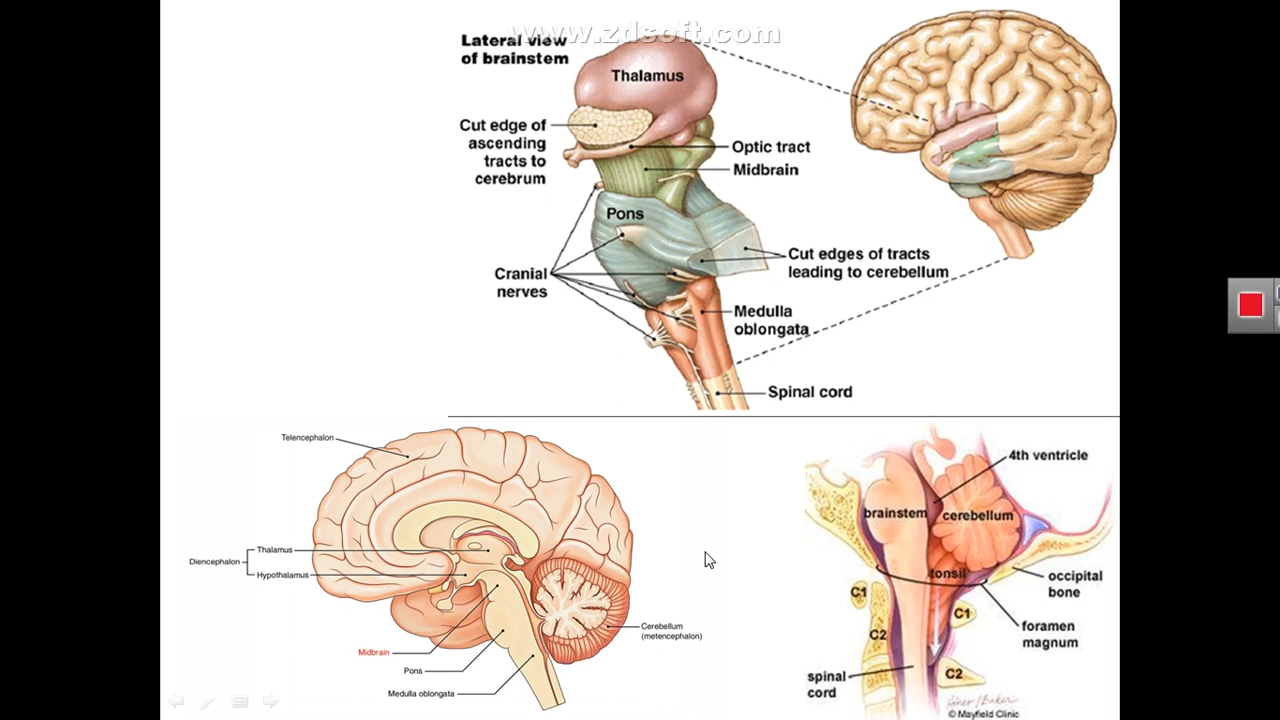 www.zdsoft.com
Lateral view
of brainstem
Thalamus
Cut edge of
ascending
tracts to
cerebrum
Optic tract
Midbrain
Pons
Cut edges of tracts
leading to cerebellum
Cranial
nerves
Medulla
oblongata
Spinal cord
Telencephalon
Thalamus
Diencephalon
Hypothalamus
Cerebellum
(metencephalon)
Midbrain
Pons
Medulla oblongata
4th ventricle
brainstem
cerebellum
tonsil
occipital
bone
C1
C1
foramen
magnum
C2
C2
spinal
cord
© Mayfield Clinic